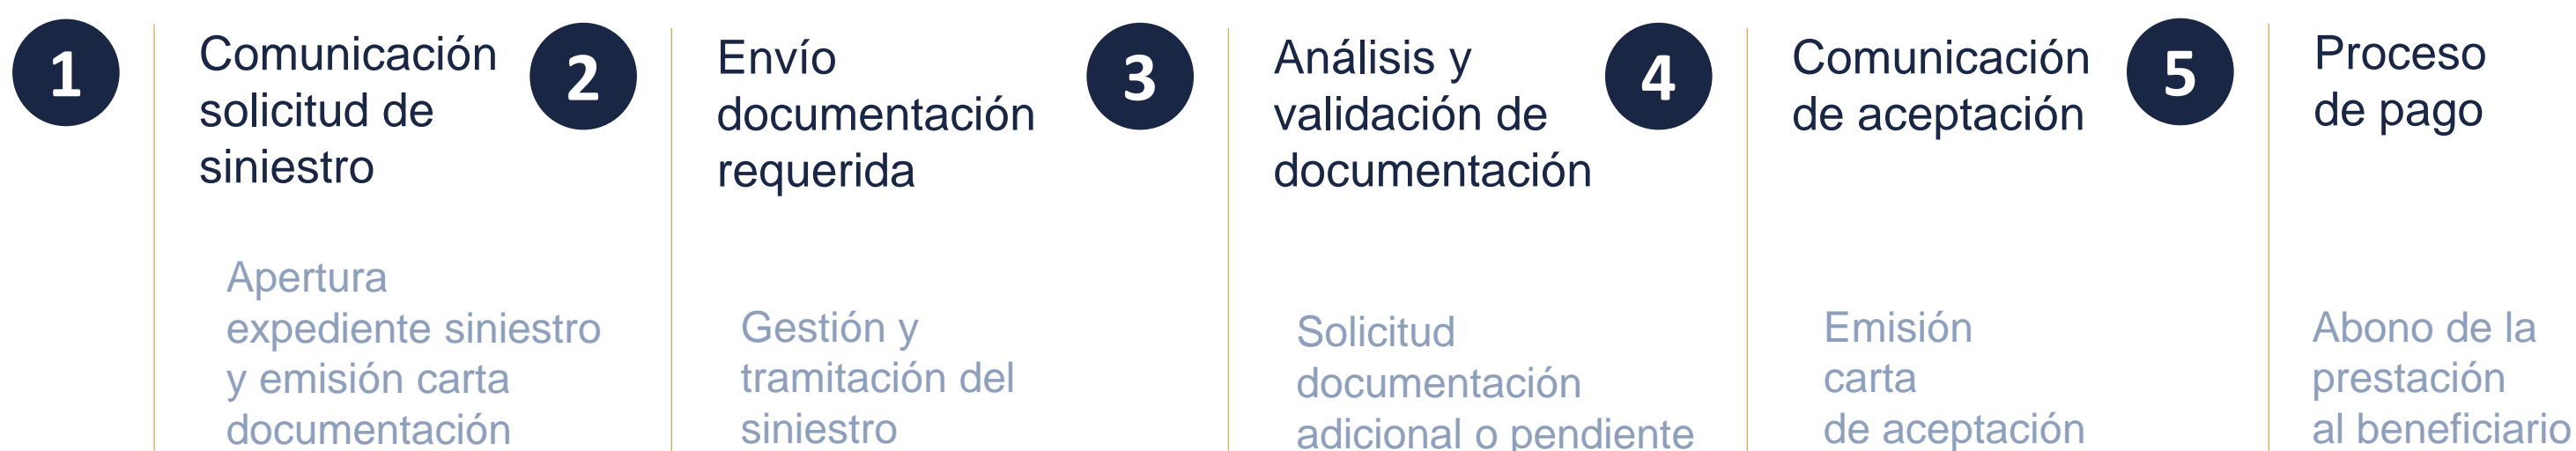 1
Comunicación
solicitud de
siniestro
Apertura
expediente siniestro
y emisión carta
documentación
2
Envío
documentación
requerida
Gestión y
tramitación del
siniestro
3
Análisis y
validación de
documentación
Solicitud
documentación
adicional o pendiente
4
Comunicación
de aceptación
Emisión
carta
de aceptación
5
Proceso
de pago
Abono de la
prestación
al beneficiario